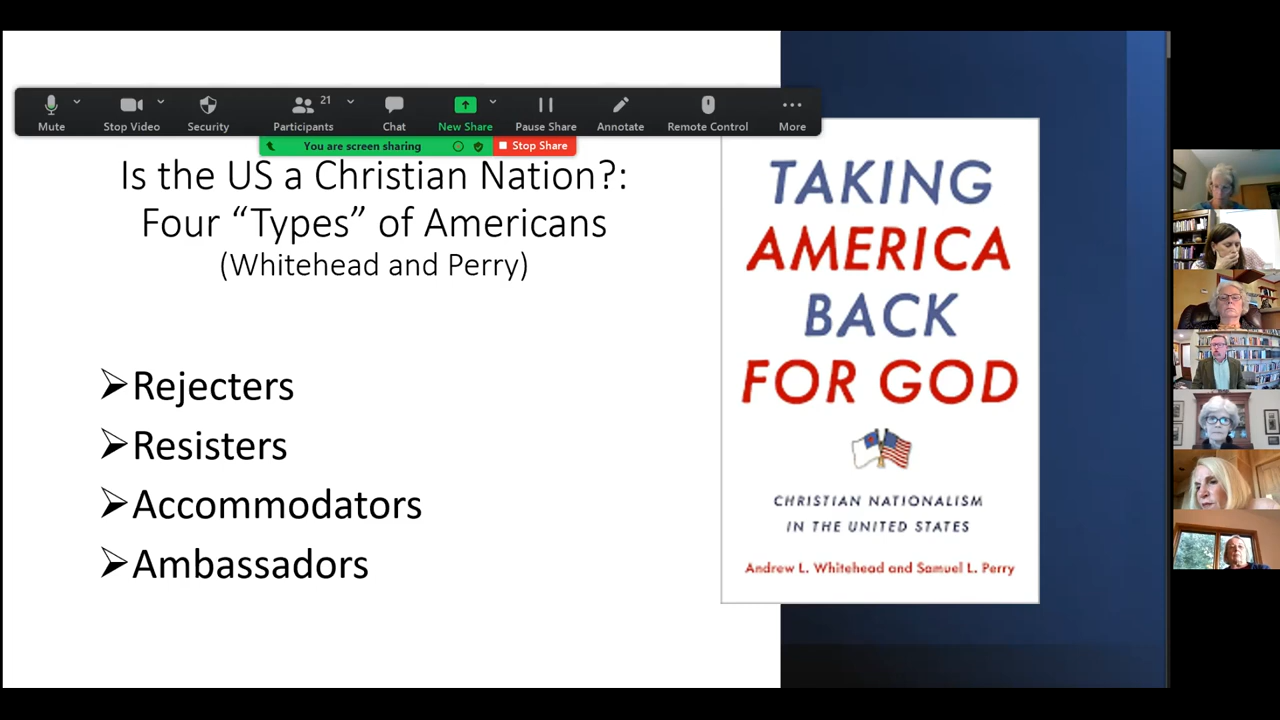 21
Mute
Stop Video
Security
Participants
Chat
New Share
Pause Share
Annotate
Remote Control
More
You are screen sharing
Stop Share
Is the US a Christian Nation?:
Four “Types” of Americans
(Whitehead and Perry)
➢Rejecters
➢Resisters
➢Accommodators
➢Ambassadors
TAKING
AMERICA
BACK
FOR GOD
CHRISTIAN NATIONALISM
IN THE UNITED STATES
Andrew L. Whitehead and Samuel L. Perry